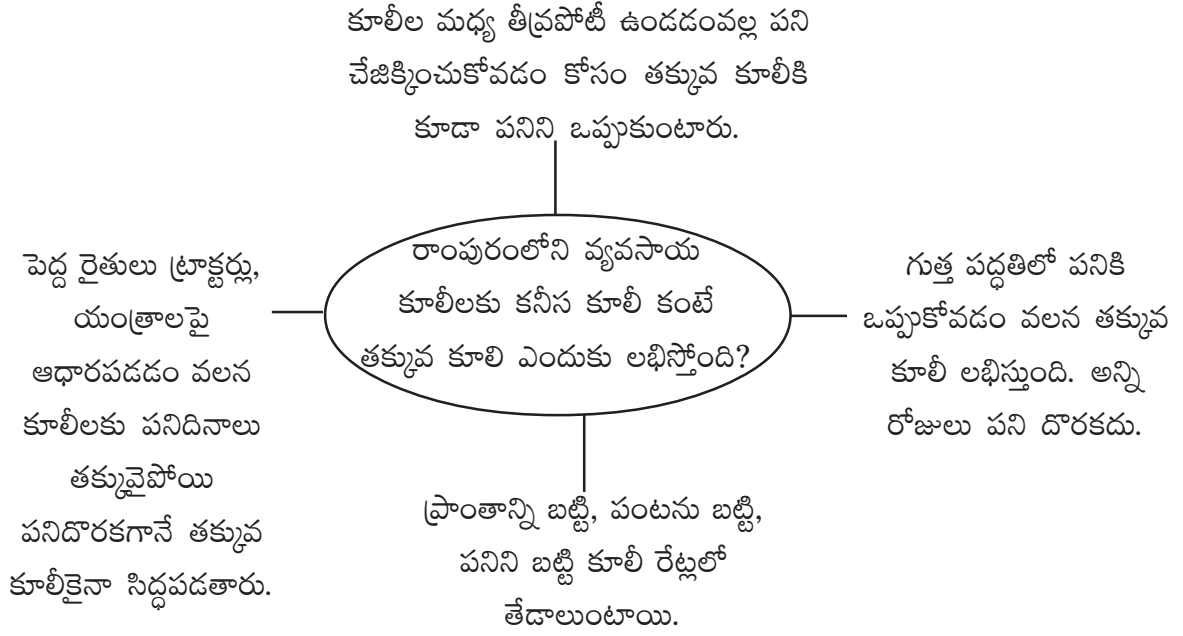 కూలీల మధ్య తీవ్రపోటీ ఉండడంవల్ల పని
చేజిక్కించుకోవడం కోసం తక్కువ కూలీకి
కూడా పనిని ఒప్పుకుంటారు.
రాంపురంలోని వ్యవసాయ
కూలీలకు కనీస కూలీ కంటే
తక్కువ కూలి ఎందుకు లభిస్తోంది?
పెద్ద రైతులు ట్రాక్టర్లు,
యంత్రాలపై
ఆధారపడడం వలన
కూలీలకు పనిదినాలు
తక్కువైపోయి
పనిదొరకగానే తక్కువ
కూలీకైనా సిద్ధపడతారు.
గుత్త పద్ధతిలో పనికి
ఒప్పుకోవడం వలన తక్కువ
కూలీ లభిస్తుంది. అన్ని
రోజులు పని దొరకదు.
ప్రాంతాన్ని బట్టి, పంటను బట్టి,
పనిని బట్టి కూలీ రేట్లలో
తేడాలుంటాయి.